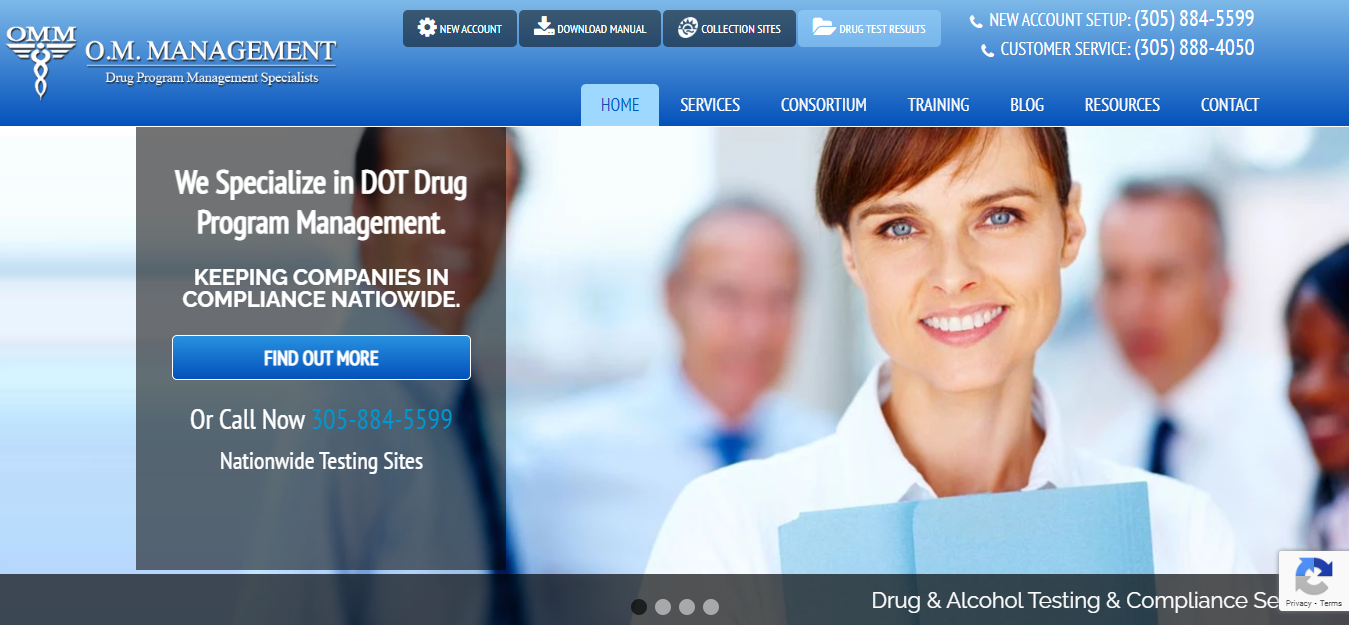 OMM
O.M. MANAGEMENT
Drug Program Management Specialists
NEW ACCOUNT
DOWNLOAD MANUAL
COLLECTION SITES
DRUG TEST RESULTS
NEW ACCOUNT SETUP: (305) 884-5599
CUSTOMER SERVICE: (305) 888-4050
HOME SERVICES CONSORTIUM TRAINING BLOG RESOURCES CONTACT
We Specialize in DOT Drug
Program Management.
KEEPING COMPANIES IN
COMPLIANCE NATIOWIDE.
FIND OUT MORE
Or Call Now 305-884-5599
Nationwide Testing Sites
Drug & Alcohol Testing & Compliance Se
Privacy - Terms